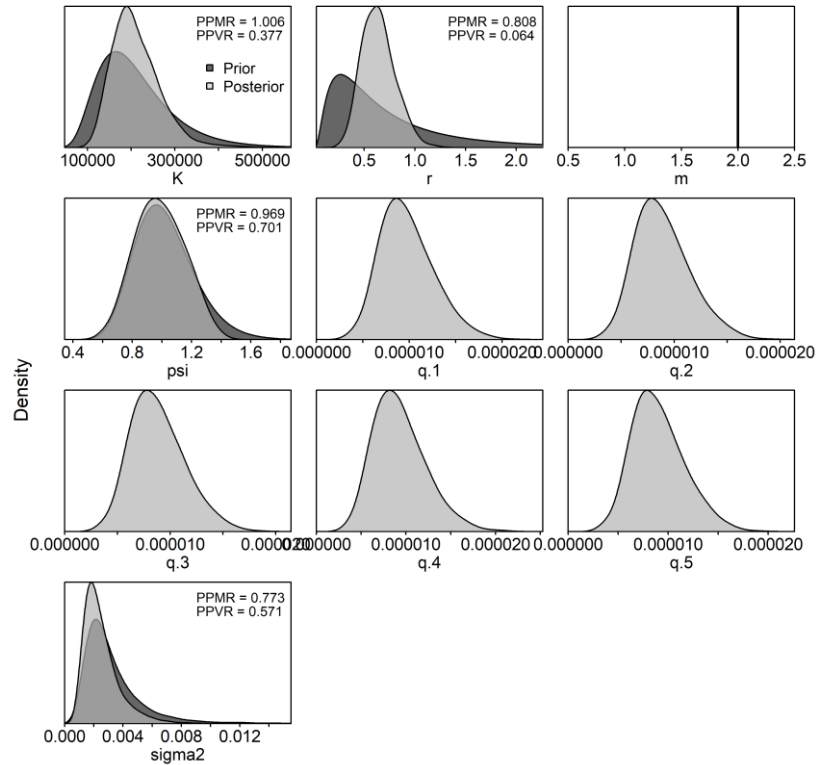 PPMR = 1.006
PPVR = 0.377
Prior
Posterior
100000 300000 500000
K
PPMR = 0.808
PPVR = 0.064
0.5 1.0 1.5 2.0
r
0.5 1.0 1.5 2.0 2.5
m
PPMR = 0.969
PPVR = 0.701
0.4 0.8 1.2 1.6
psi
0.000000 0.000010 0.000020
q.1
0.000000 0.000010 0.000020
q.2
Density
0.000000 0.000010 0.000020
q.3
0.000000 0.000010 0.000020
q.4
0.000000 0.000010 0.000020
q.5
PPMR = 0.773
PPVR = 0.571
0.000 0.004 0.008 0.012
sigma2